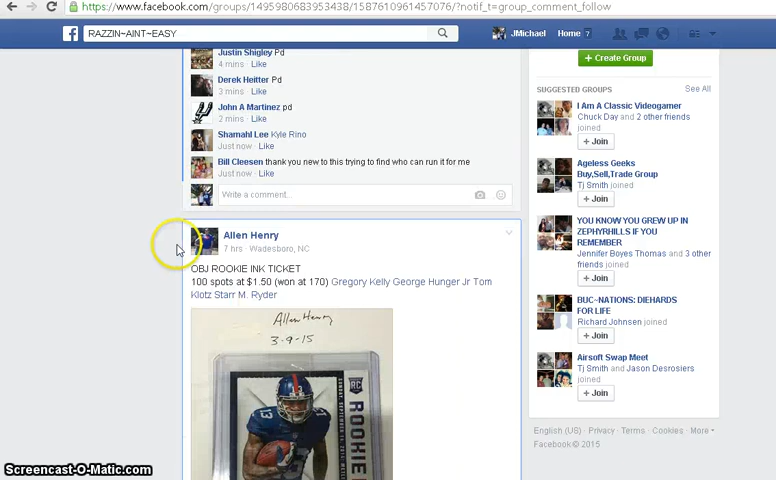 https://www.facebook.com/groups/1495980683953438/1587610961457076/?notif_t=group_comment_follow
RAZZIN~AINT~EASY
JMichael
Home 7
Justin Shigley Pd
4 mins · Like
Derek Heitter Pd
3 mins · Like
John A Martinez pd
2 mins · Like
Shamahl Lee Kyle Rino
Just now · Like
Bill Cleesen thank you new to this trying to find who can run it for me
Just now · Like
Write a comment...
Allen Henry
7 hrs · Wadesboro, NC
OBJ ROOKIE INK TICKET
100 spots at $1.50 (won at 170) Gregory Kelly George Hunger Jr Tom
Klotz Starr M. Ryder
Allen Henry
3-9-15
RC
13
ROOKIE
+ Create Group
SUGGESTED GROUPS
See All
I Am A Classic Videogamer
Chuck Day and 2 other friends
joined
+ Join
Ageless Geeks
Buy,Sell,Trade Group
Tj Smith joined
+ Join
YOU KNOW YOU GREW UP IN
ZEPHYRHILLS IF YOU
REMEMBER
Jennifer Boyes Thomas and 3 other
friends joined
+ Join
BUC~NATIONS: DIEHARDS
FOR LIFE
Richard Johnsen joined
+ Join
Airsoft Swap Meet
Tj Smith and Jason Desrosiers
joined
+ Join
English (US) · Privacy · Terms · Cookies · More
Facebook © 2015
Screencast-O-Matic.com